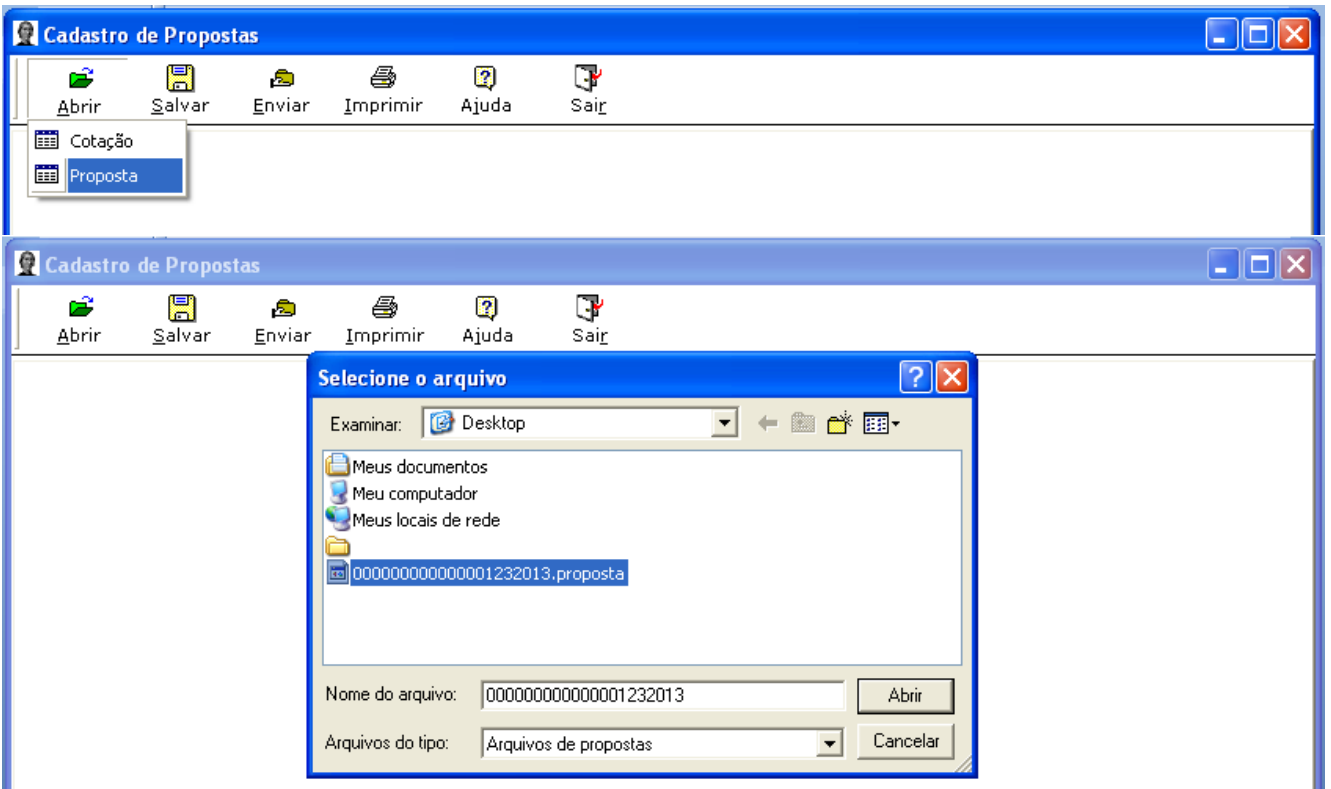 Cadastro de Propostas
Abrir Salvar Enviar Imprimir Ajuda Sair
Cotação
Proposta
Cadastro de Propostas
Abrir Salvar Enviar Imprimir Ajuda Sair
Selecione o arquivo
Examinar: Desktop
Meus documentos
Meu computador
Meus locais de rede
000000000000001232013.proposta
Nome do arquivo: 000000000000001232013 Abrir
Arquivos do tipo: Arquivos de propostas Cancelar